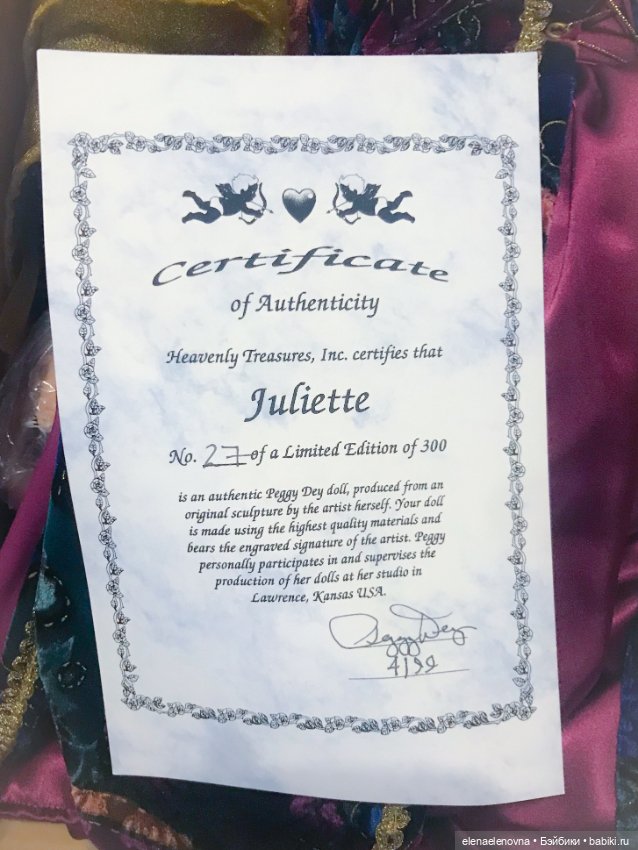 Certificate
of Authenticity
Heavenly Treasures, Inc. certifies that
Juliette
No. 27 of a Limited Edition of 300
is an authentic Peggy Dey doll, produced from an
original sculpture by the artist herself. Your doll
is made using the highest quality materials and
bears the engraved signature of the artist. Peggy
personally participates in and supervises the
production of her dolls at her studio in
Lawrence, Kansas USA.
Peggy Dey
4/99
elenaelenovna • Бэйбики • babiki.ru